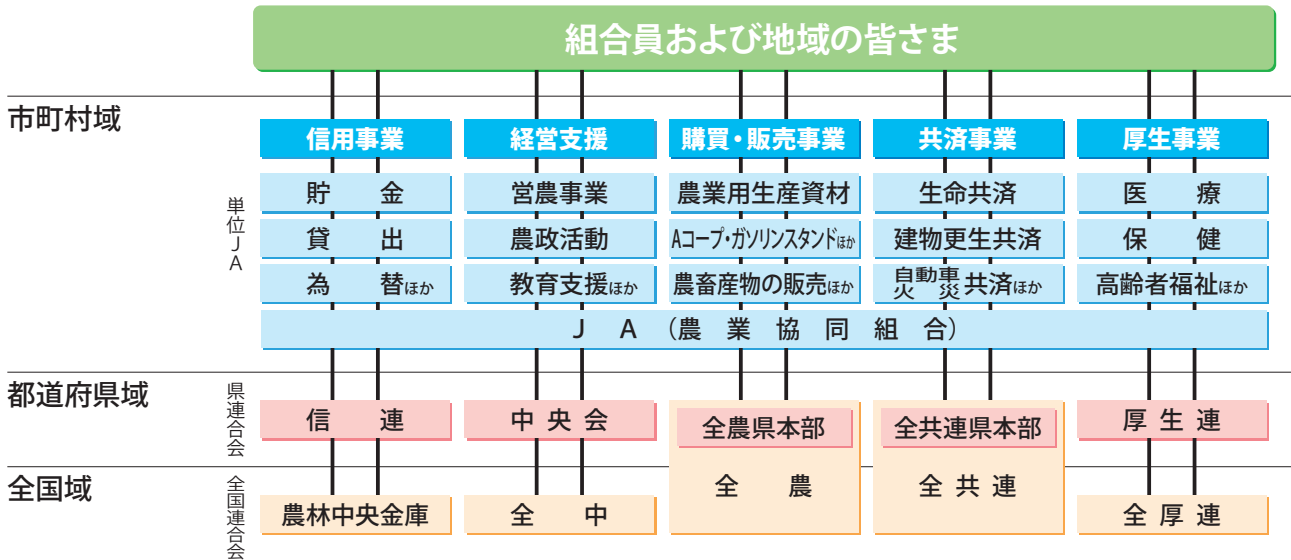 組合員および地域の皆さま
市町村域
信用事業 経営支援 購買・販売事業 共済事業 厚生事業
単位JA
貯金 営農事業 農業用生産資材 生命共済 医療
貸出 農政活動 Aコープ・ガソリンスタンドほか 建物更生共済 保健
為替ほか 教育支援ほか 農畜産物の販売ほか 自動車火災共済ほか 高齢者福祉ほか
JA(農業協同組合)
都道府県域
県連合会
信連 中央会 全農県本部 全共連県本部 厚生連
全国域
全国連合会
全農 全共連
農林中央金庫 全中 全厚連